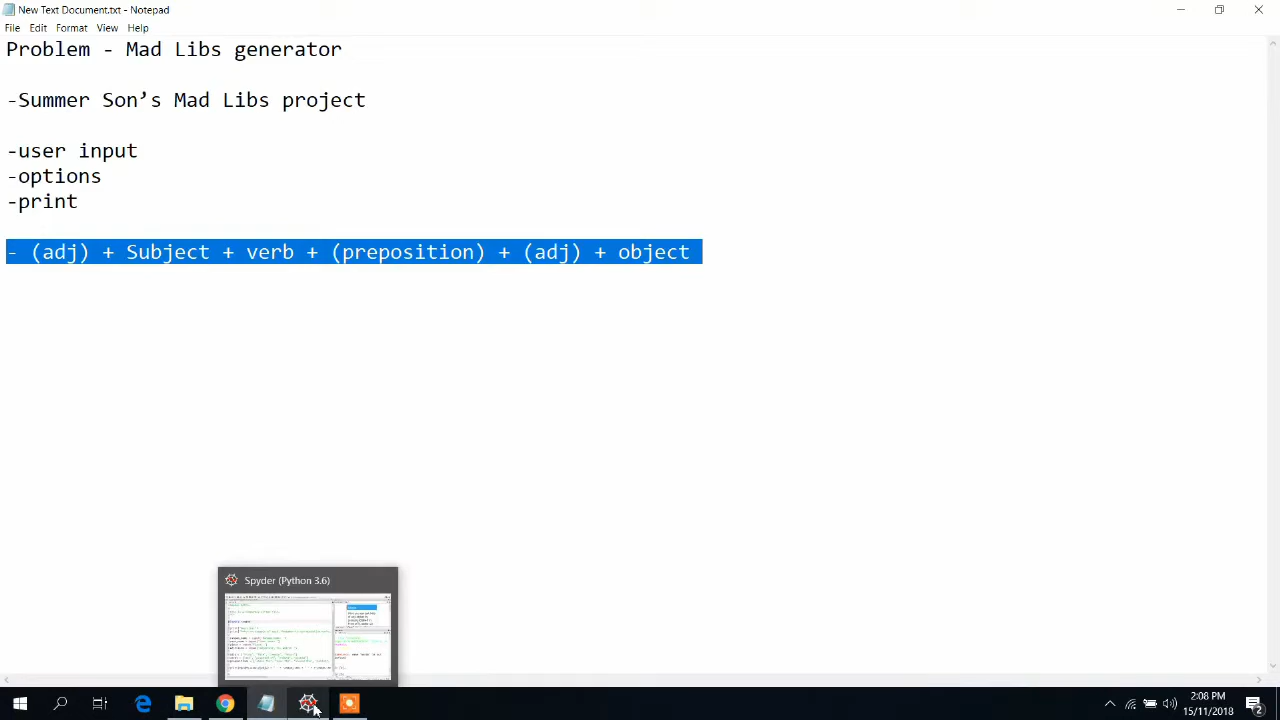 New Text Document.txt - Notepad
File Edit Format View Help
Problem - Mad Libs generator
-Summer Son’s Mad Libs project
-user input
-options
-print
- (adj) + Subject + verb + (preposition) + (adj) + object
Spyder (Python 3.6)
2:08 PM
15/11/2018
2